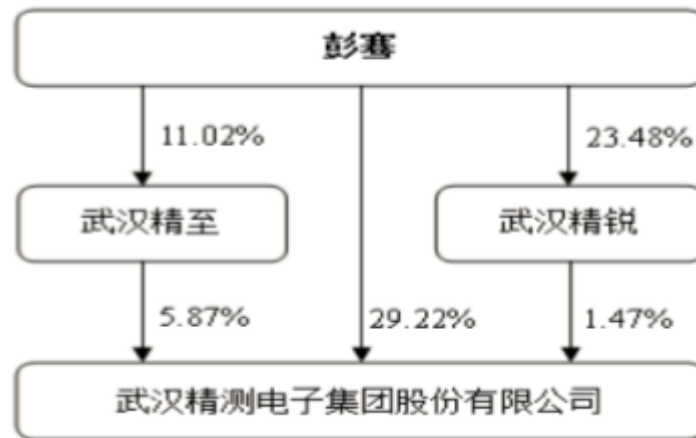 彭骞
11.02%
23.48%
武汉精至
武汉精锐
5.87%
29.22%
1.47%
武汉精测电子集团股份有限公司